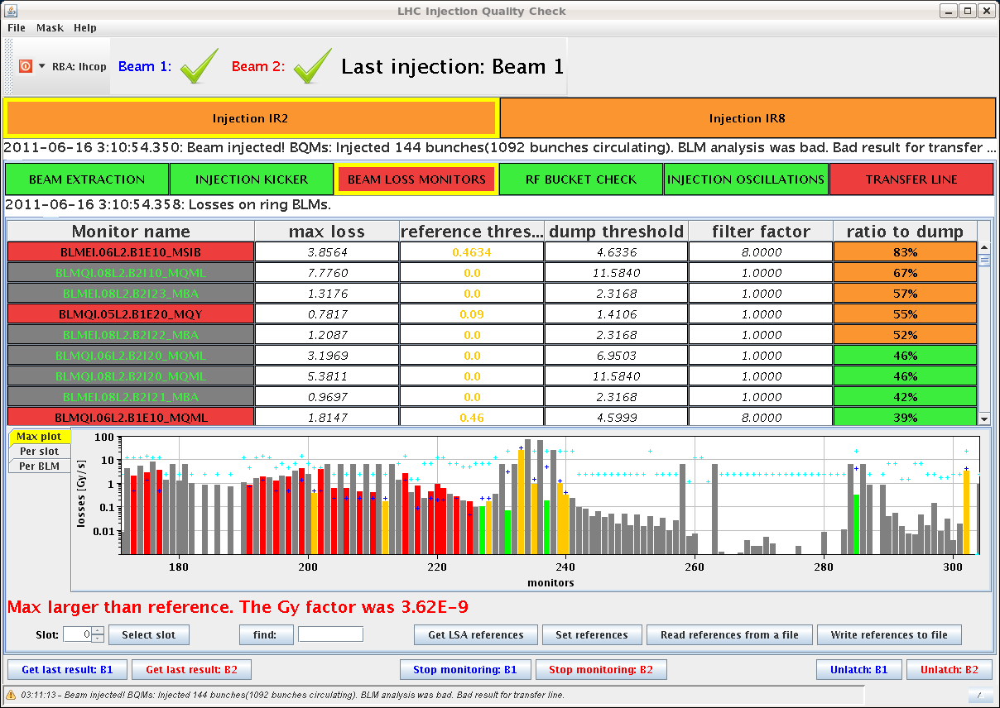 LHC Injection Quality Check
File Mask Help
RBA: lhcop Beam 1: Beam 2: Last injection: Beam 1
Injection IR2 Injection IR8
2011-06-16 3:10:54.350: Beam injected! BQMs: Injected 144 bunches(1092 bunches circulating). BLM analysis was bad. Bad result for transfer ...
BEAM EXTRACTION INJECTION KICKER BEAM LOSS MONITORS RF BUCKET CHECK INJECTION OSCILLATIONS TRANSFER LINE
2011-06-16 3:10:54.358: Losses on ring BLMs.
Monitor name max loss reference thres... dump threshold filter factor ratio to dump
BLMEI.06L2.B1E10_MSIB 3.8564 0.4634 4.6336 8.0000 83%
BLMQI.08L2.B2I10_MQML 7.7760 0.0 11.5840 1.0000 67%
BLMEI.08L2.B2I23_MBA 1.3176 0.0 2.3168 1.0000 57%
BLMQI.05L2.B1E20_MQY 0.7817 0.09 1.4106 1.0000 55%
BLMEI.08L2.B2I22_MBA 1.2087 0.0 2.3168 1.0000 52%
BLMQI.06L2.B2I20_MQML 3.1969 0.0 6.9503 1.0000 46%
BLMQI.08L2.B2I20_MQML 5.3811 0.0 11.5840 1.0000 46%
BLMEI.08L2.B2I21_MBA 0.9697 0.0 2.3168 1.0000 42%
BLMQI.06L2.B1E10_MQML 1.8147 0.46 4.5999 8.0000 39%
Max plot
Per slot
Per BLM
losses [Gy/s]
100
10
1
0.1
0.01
180 200 220 240 260 280 300
monitors
Max larger than reference. The Gy factor was 3.62E-9
Slot: 0 Select slot find: Get LSA references Set references Read references from a file Write references to file
Get last result: B1 Get last result: B2 Stop monitoring: B1 Stop monitoring: B2 Unlatch: B1 Unlatch: B2
03:11:13 - Beam injected! BQMs: Injected 144 bunches(1092 bunches circulating). BLM analysis was bad. Bad result for transfer line.